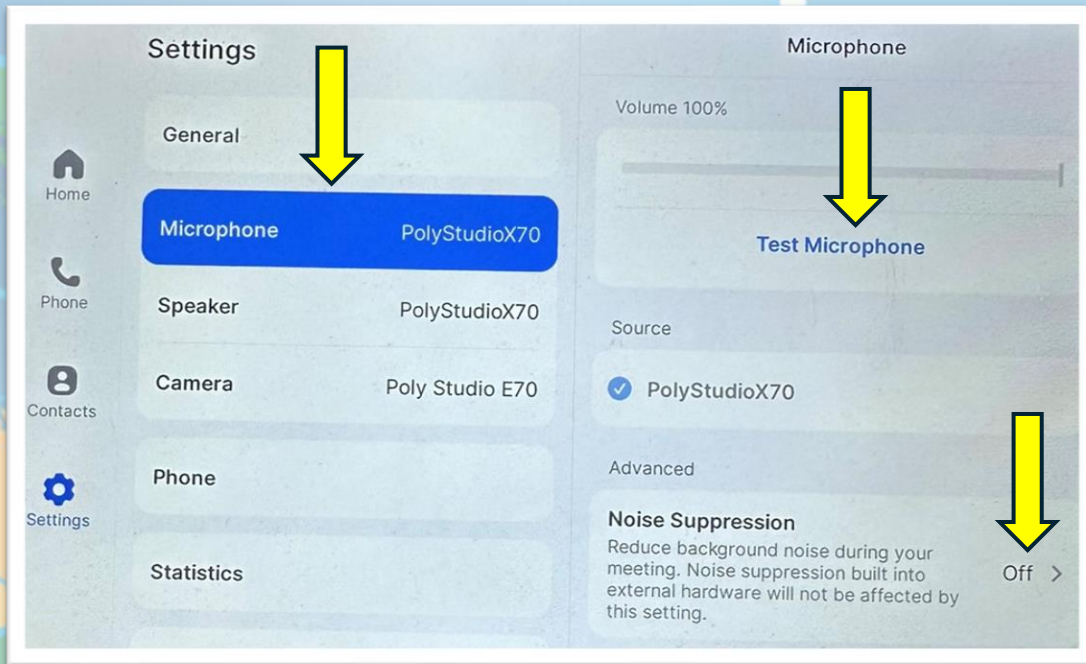 Settings
Home
Phone
Contacts
Settings
General
Microphone PolyStudioX70
Speaker PolyStudioX70
Camera Poly Studio E70
Phone
Statistics
Microphone
Volume 100%
Test Microphone
Source
PolyStudioX70
Advanced
Noise Suppression
Reduce background noise during your
meeting. Noise suppression built into
external hardware will not be affected by
this setting.
Off >